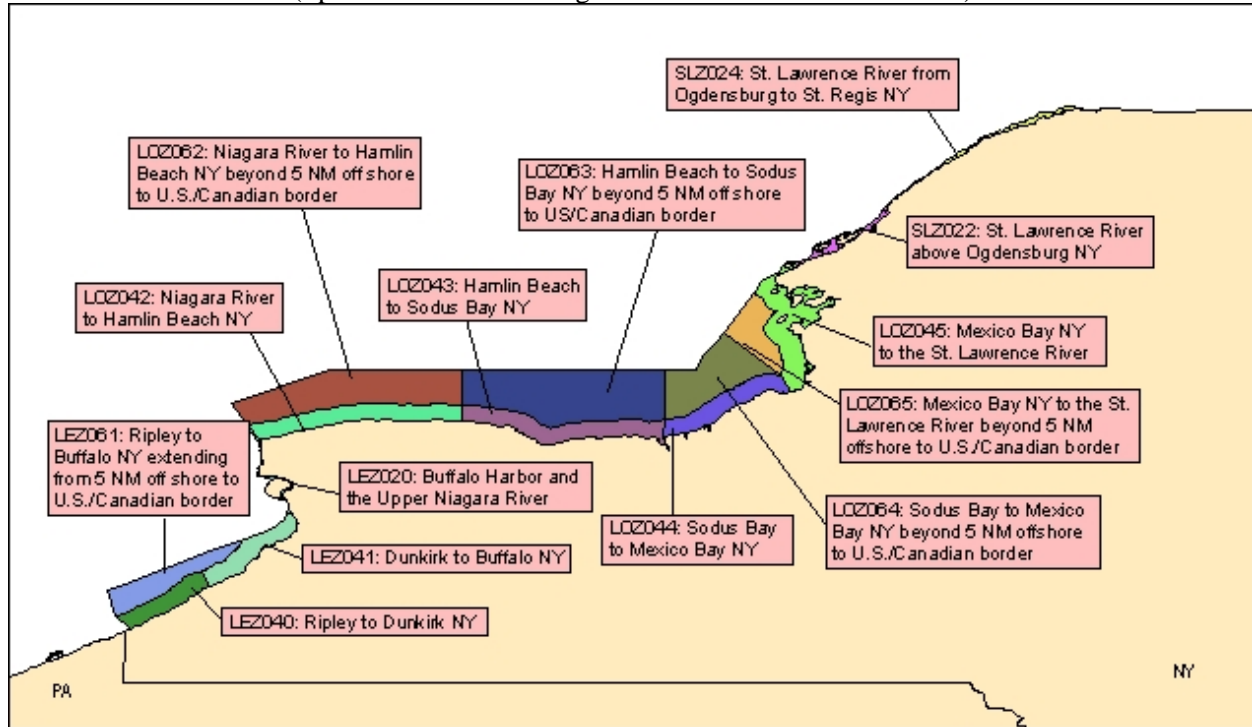 SLZ024: St. Lawrence River from
Ogdensburg to St. Regis NY
LOZ062: Niagara River to Hamlin
Beach NY beyond 5 NM off shore
to U.S./Canadian border
LOZ063: Hamlin Beach to Sodus
Bay NY beyond 5 NM off shore
to US/Canadian border
SLZ022: St. Lawrence River
above Ogdensburg NY
LOZ042: Niagara River
to Hamlin Beach NY
LOZ043: Hamlin Beach
to Sodus Bay NY
LOZ045: Mexico Bay NY
to the St. Lawrence River
LOZ065: Mexico Bay NY to the St.
Lawrence River beyond 5 NM
offshore to U.S./Canadian border
LEZ061: Ripley to
Buffalo NY extending
from 5 NM off shore to
U.S./Canadian border
LEZ020: Buffalo Harbor and
the Upper Niagara River
LOZ044: Sodus Bay
to Mexico Bay NY
LOZ064: Sodus Bay to Mexico
Bay NY beyond 5 NM offshore
to U.S./Canadian border
LEZ041: Dunkirk to Buffalo NY
LEZ040: Ripley to Dunkirk NY
PA
NY